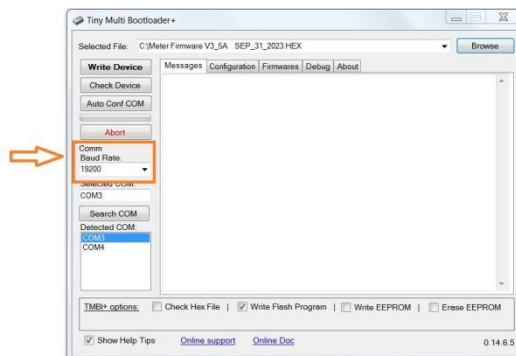 Tiny Multi Bootloader+
Selected File: C:\Meter Firmware V3_5A SEP_31_2023.HEX Browse
Write Device
Messages Configuration Firmwares Debug About
Check Device
Auto Conf COM
Abort
Comm
Baud Rate:
19200
Selected COM:
COM3
Search COM
Detected COM:
COM3
COM4
TMBl+ options: Check Hex File | Write Flash Program | Write EEPROM | Erase EEPROM
Show Help Tips Online support Online Doc 0.14.6.5